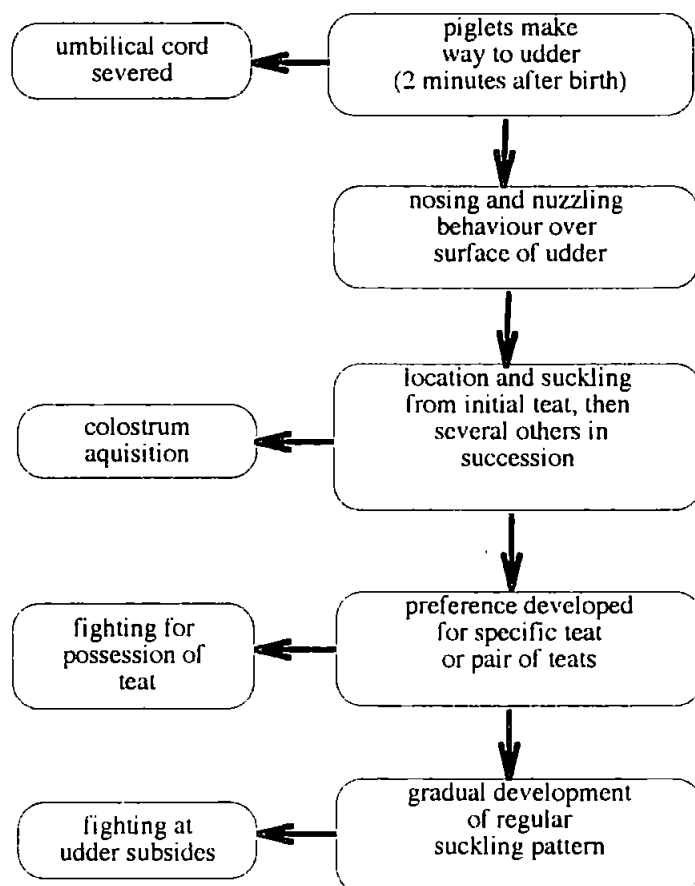 umbilical cord
severed
piglets make
way to udder
(2 minutes after birth)
nosing and nuzzling
behaviour over
surface of udder
location and suckling
from initial teat, then
several others in
succession
colostrum
aquisition
preference developed
for specific teat
or pair of teats
fighting for
possession of
teat
gradual development
of regular
suckling pattern
fighting at
udder subsides